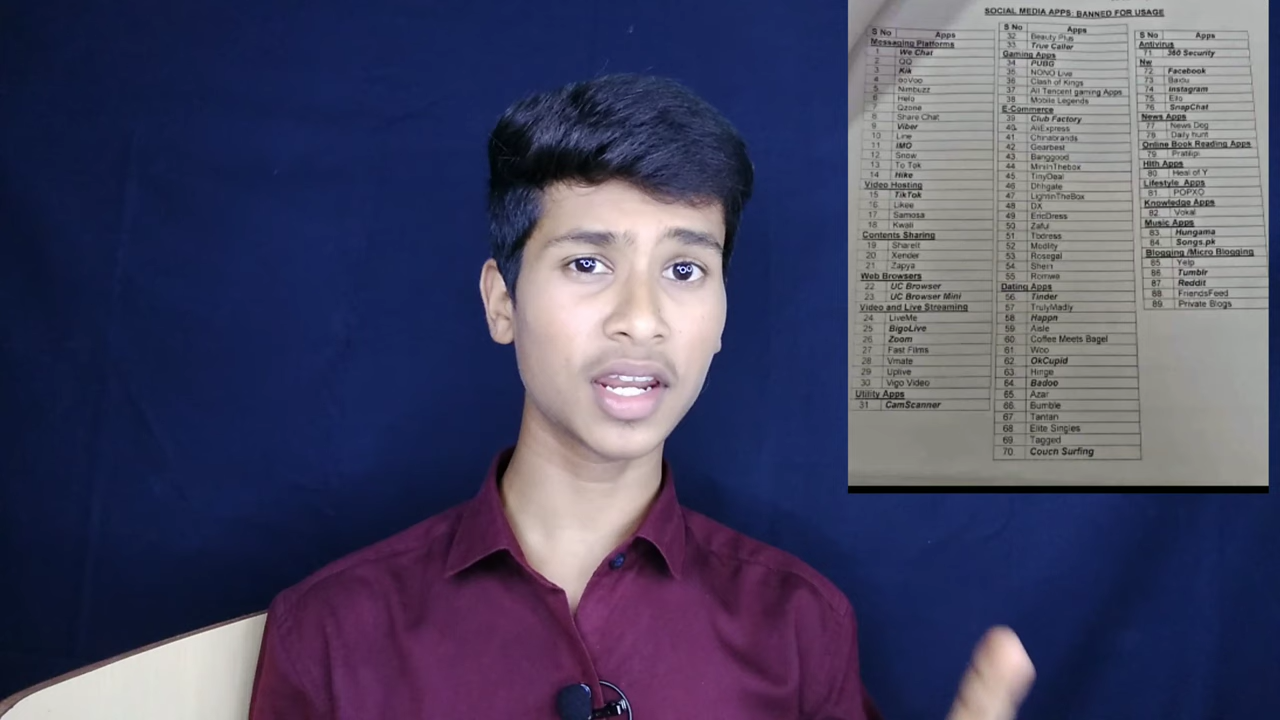 SOCIAL MEDIA APPS: BANNED FOR USAGE
S No Apps
Messaging Platforms
1 We Chat
2 QQ
3 Kik
4 ooVoo
5 Nimbuzz
6 Helo
7 Qzone
8 Share Chat
9 Viber
10 Line
11 IMO
12 Snow
13 To Tok
14 Hike
Video Hosting
15 TikTok
16 Likee
17 Samosa
18 Kwali
Contents Sharing
19 Shareit
20 Xender
21 Zapya
Web Browsers
22 UC Browser
23 UC Browser Mini
Video and Live Streaming
24. LiveMe
25 BigoLive
26 Zoom
27 Fast Films
28 Vmate
29 Uplive
30 Vigo Video
Utility Apps
31 CamScanner
S No Apps
32. Beauty Plus
33. True Caller
Gaming Apps
34 PUBG
35. NONO Live
36 Clash of Kings
37 All Tencent gaming Apps
38 Mobile Legends
E-Commerce
39 Club Factory
40. AliExpress
41. Chinabrands
42 Gearbest
43. Banggood
44 MiniInTheBox
45. TinyDeal
46 Dhhgate
47 LightinTheBox
48. DX
49 EricDress
50 Zaful
51 Tbdress
52 Modlity
53. Rosegal
54. Shein
55. Romwe
Dating Apps
56. Tinder
57 TrulyMadly
58. Happn
59. Aisle
60. Coffee Meets Bagel
61. Woo
62. OkCupid
63. Hinge
64. Badoo
65. Azar
66. Bumble
67. Tantan
68. Elite Singles
69. Tagged
70. Couch Surfing
S No Apps
Antivirus
71. 360 Security
Nw
72. Facebook
73. Baidu
74. Instagram
75. Ello
76. SnapChat
News Apps
77. News Dog
78. Daily hunt
Online Book Reading Apps
79. Pratilipi
Hlth Apps
80. Heal of Y
Lifestyle Apps
81. POPXO
Knowledge Apps
82. Vokal
Music Apps
83. Hungama
84. Songs.pk
Blogging /Micro Blogging
85. Yelp
86. Tumblr
87. Reddit
88. FriendsFeed
89. Private Blogs